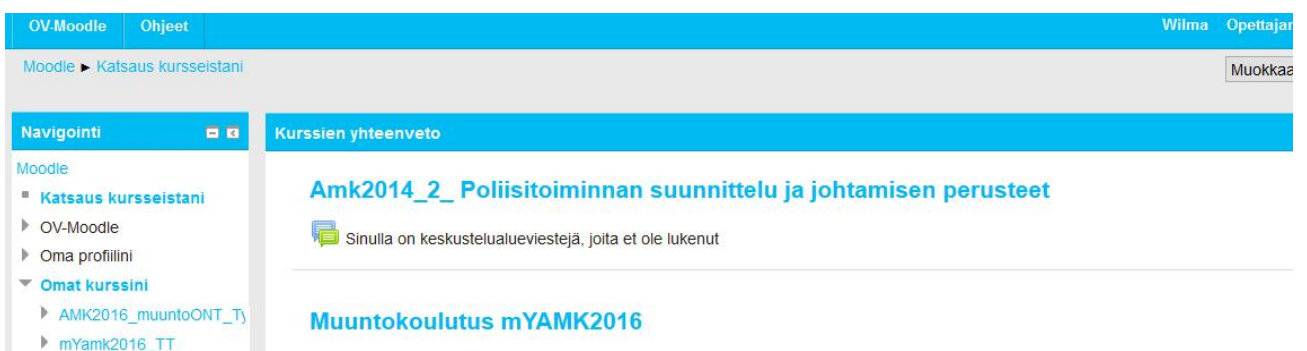 OV-Moodle Ohjeet Wilma
Moodle ► Katsaus kursseistani
Navigointi
Moodle
Katsaus kursseistani
OV-Moodle
Oma profiilini
Omat kurssini
AMK2016_muuntoONT_Ty
mYamk2016_TT
Kurssien yhteenveto
Amk2014_2_ Poliisitoiminnan suunnittelu ja johtamisen perusteet
Sinulla on keskustelualueviestejä, joita et ole lukenut
Muuntokoulutus mYAMK2016